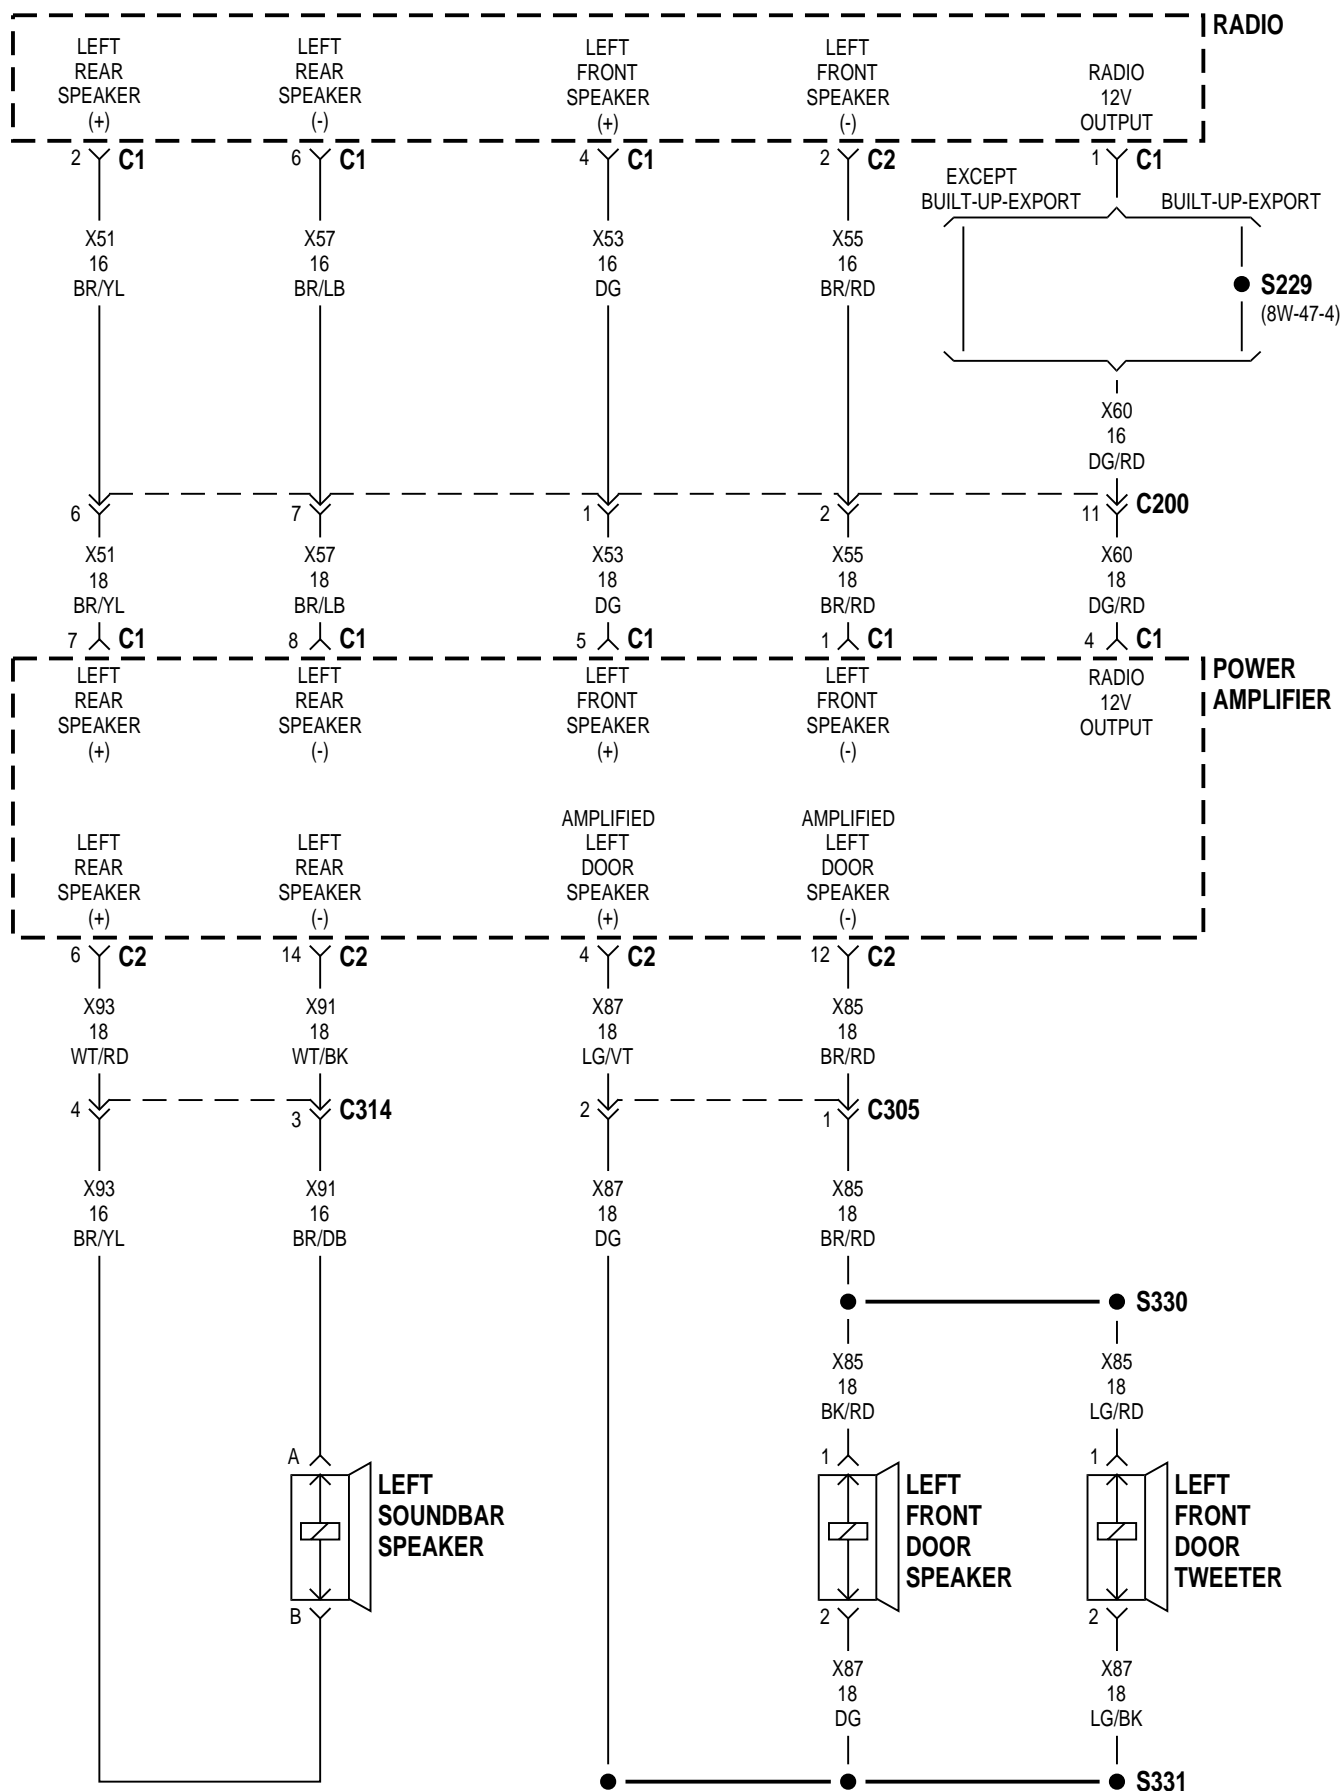 RADIO
LEFT
REAR
SPEAKER
(+)
LEFT
REAR
SPEAKER
(-)
LEFT
FRONT
SPEAKER
(+)
LEFT
FRONT
SPEAKER
(-)
RADIO
12V
OUTPUT
2 C1
6 C1
4 C1
2 C2
1 C1
EXCEPT
BUILT-UP-EXPORT
BUILT-UP-EXPORT
X51
16
BR/YL
X57
16
BR/LB
X53
16
DG
X55
16
BR/RD
S229
(8W-47-4)
X60
16
DG/RD
6
7
1
2
11 C200
X51
18
BR/YL
X57
18
BR/LB
X53
18
DG
X55
18
BR/RD
X60
18
DG/RD
7 C1
8 C1
5 C1
1 C1
4 C1
POWER
AMPLIFIER
LEFT
REAR
SPEAKER
(+)
LEFT
REAR
SPEAKER
(-)
LEFT
FRONT
SPEAKER
(+)
LEFT
FRONT
SPEAKER
(-)
RADIO
12V
OUTPUT
LEFT
REAR
SPEAKER
(+)
LEFT
REAR
SPEAKER
(-)
AMPLIFIED
LEFT
DOOR
SPEAKER
(+)
AMPLIFIED
LEFT
DOOR
SPEAKER
(-)
6 C2
14 C2
4 C2
12 C2
X93
18
WT/RD
X91
18
WT/BK
X87
18
LG/VT
X85
18
BR/RD
4
3 C314
2
1 C305
X93
16
BR/YL
X91
16
BR/DB
X87
18
DG
X85
18
BR/RD
S330
X85
18
BK/RD
X85
18
LG/RD
A
LEFT
SOUNDBAR
SPEAKER
B
1
LEFT
FRONT
DOOR
SPEAKER
2
1
LEFT
FRONT
DOOR
TWEETER
2
X87
18
DG
X87
18
LG/BK
S331